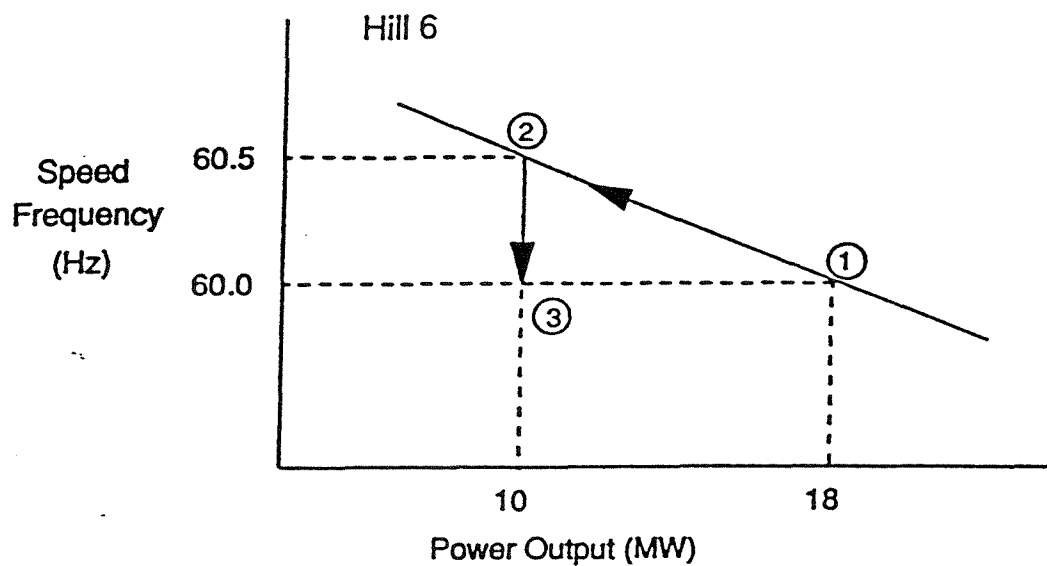 Hill 6
Speed
Frequency
(Hz)
60.5
60.0
②
①
③
10
18
Power Output (MW)